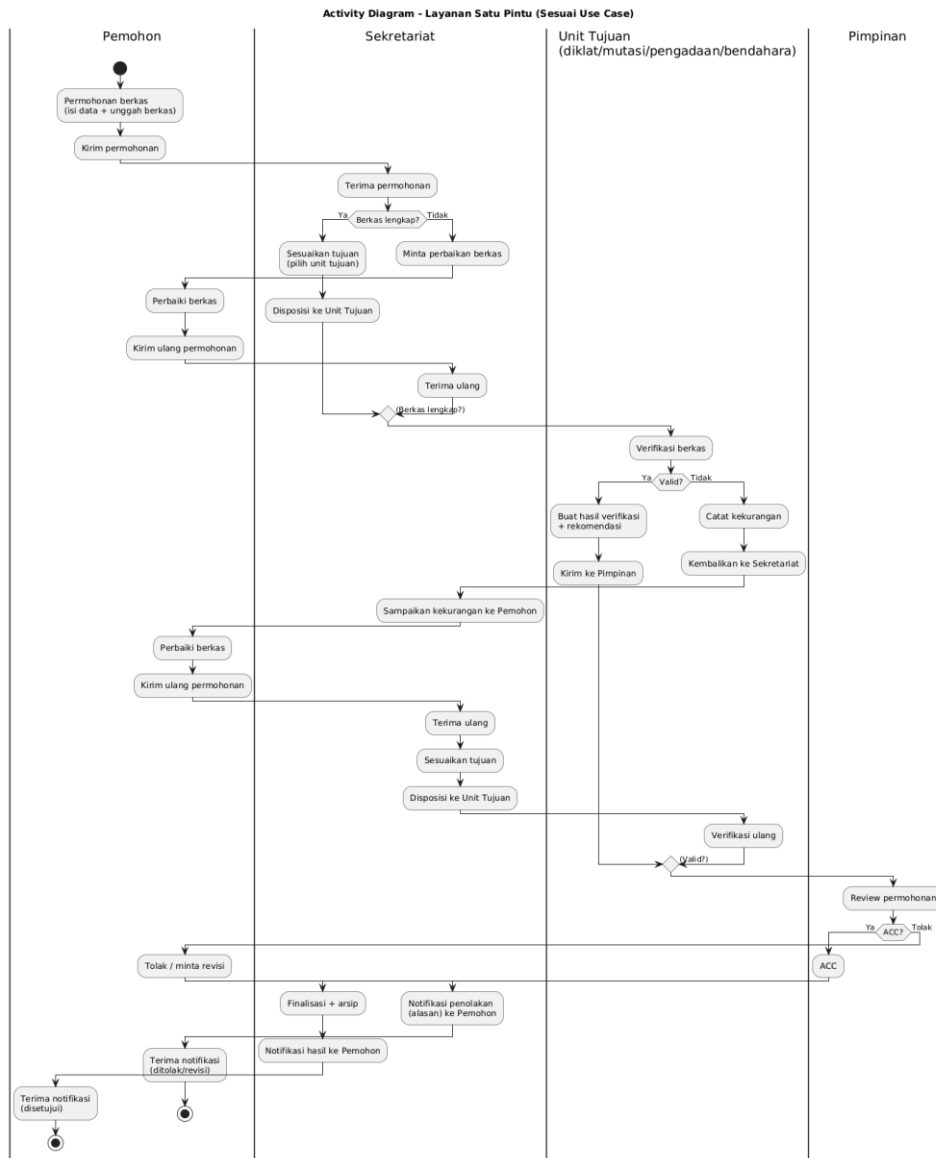 Activity Diagram - Layanan Satu Pintu (Sesuai Use Case)
Pemohon
Sekretariat
Unit Tujuan
(diklat/mutasi/pengadaan/bendahara)
Pimpinan
Permohonan berkas
(isi data + unggah berkas)
Kirim permohonan
Terima permohonan
Ya
Berkas lengkap?
Tidak
Sesuaikan tujuan
(pilih unit tujuan)
Minta perbaikan berkas
Perbaiki berkas
Disposisi ke Unit Tujuan
Kirim ulang permohonan
Terima ulang
(Berkas lengkap?)
Verifikasi berkas
Ya
Valid?
Tidak
Buat hasil verifikasi
+ rekomendasi
Catat kekurangan
Kirim ke Pimpinan
Kembalikan ke Sekretariat
Sampaikan kekurangan ke Pemohon
Perbaiki berkas
Kirim ulang permohonan
Terima ulang
Sesuaikan tujuan
Disposisi ke Unit Tujuan
Verifikasi ulang
(Valid?)
Review permohonan
Ya
ACC?
Tolak
Tolak / minta revisi
ACC
Finalisasi + arsip
Notifikasi penolakan
(alasan) ke Pemohon
Notifikasi hasil ke Pemohon
Terima notifikasi
(ditolak/revisi)
Terima notifikasi
(disetujui)